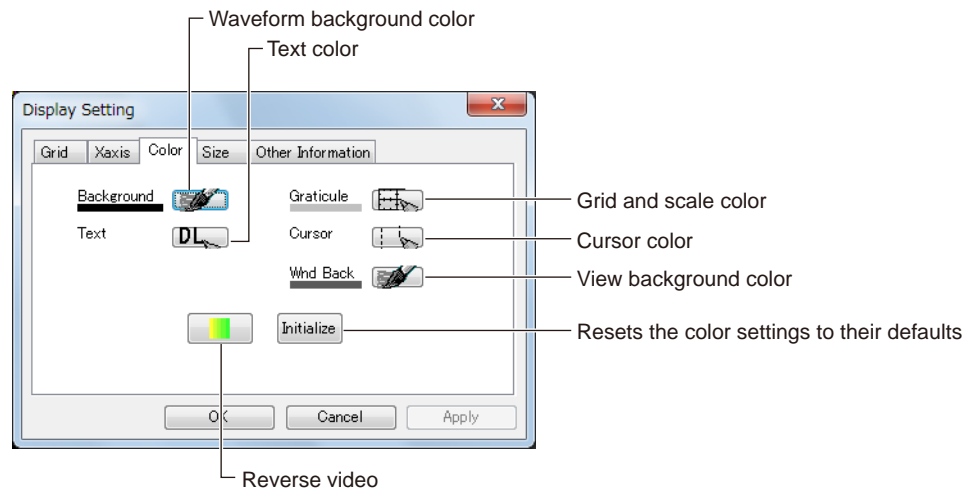 Waveform background color
Text color
Display Setting
Grid Xaxis Color Size Other Information
Background
Graticule
Grid and scale color
Text
DL
Cursor
Cursor color
Wnd Back
View background color
Initialize
Resets the color settings to their defaults
OK Cancel Apply
Reverse video